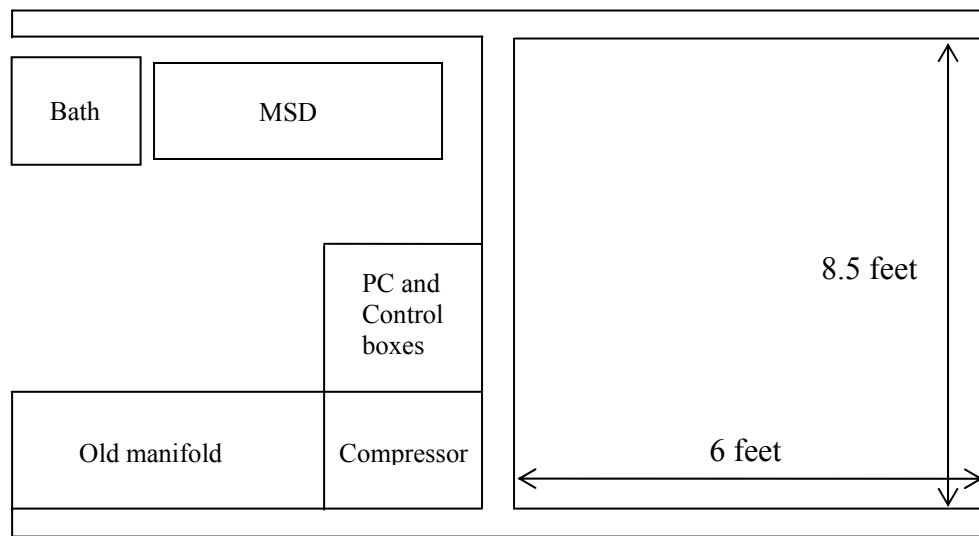 Bath
MSD
8.5 feet
PC and
Control
boxes
Old manifold
Compressor
6 feet